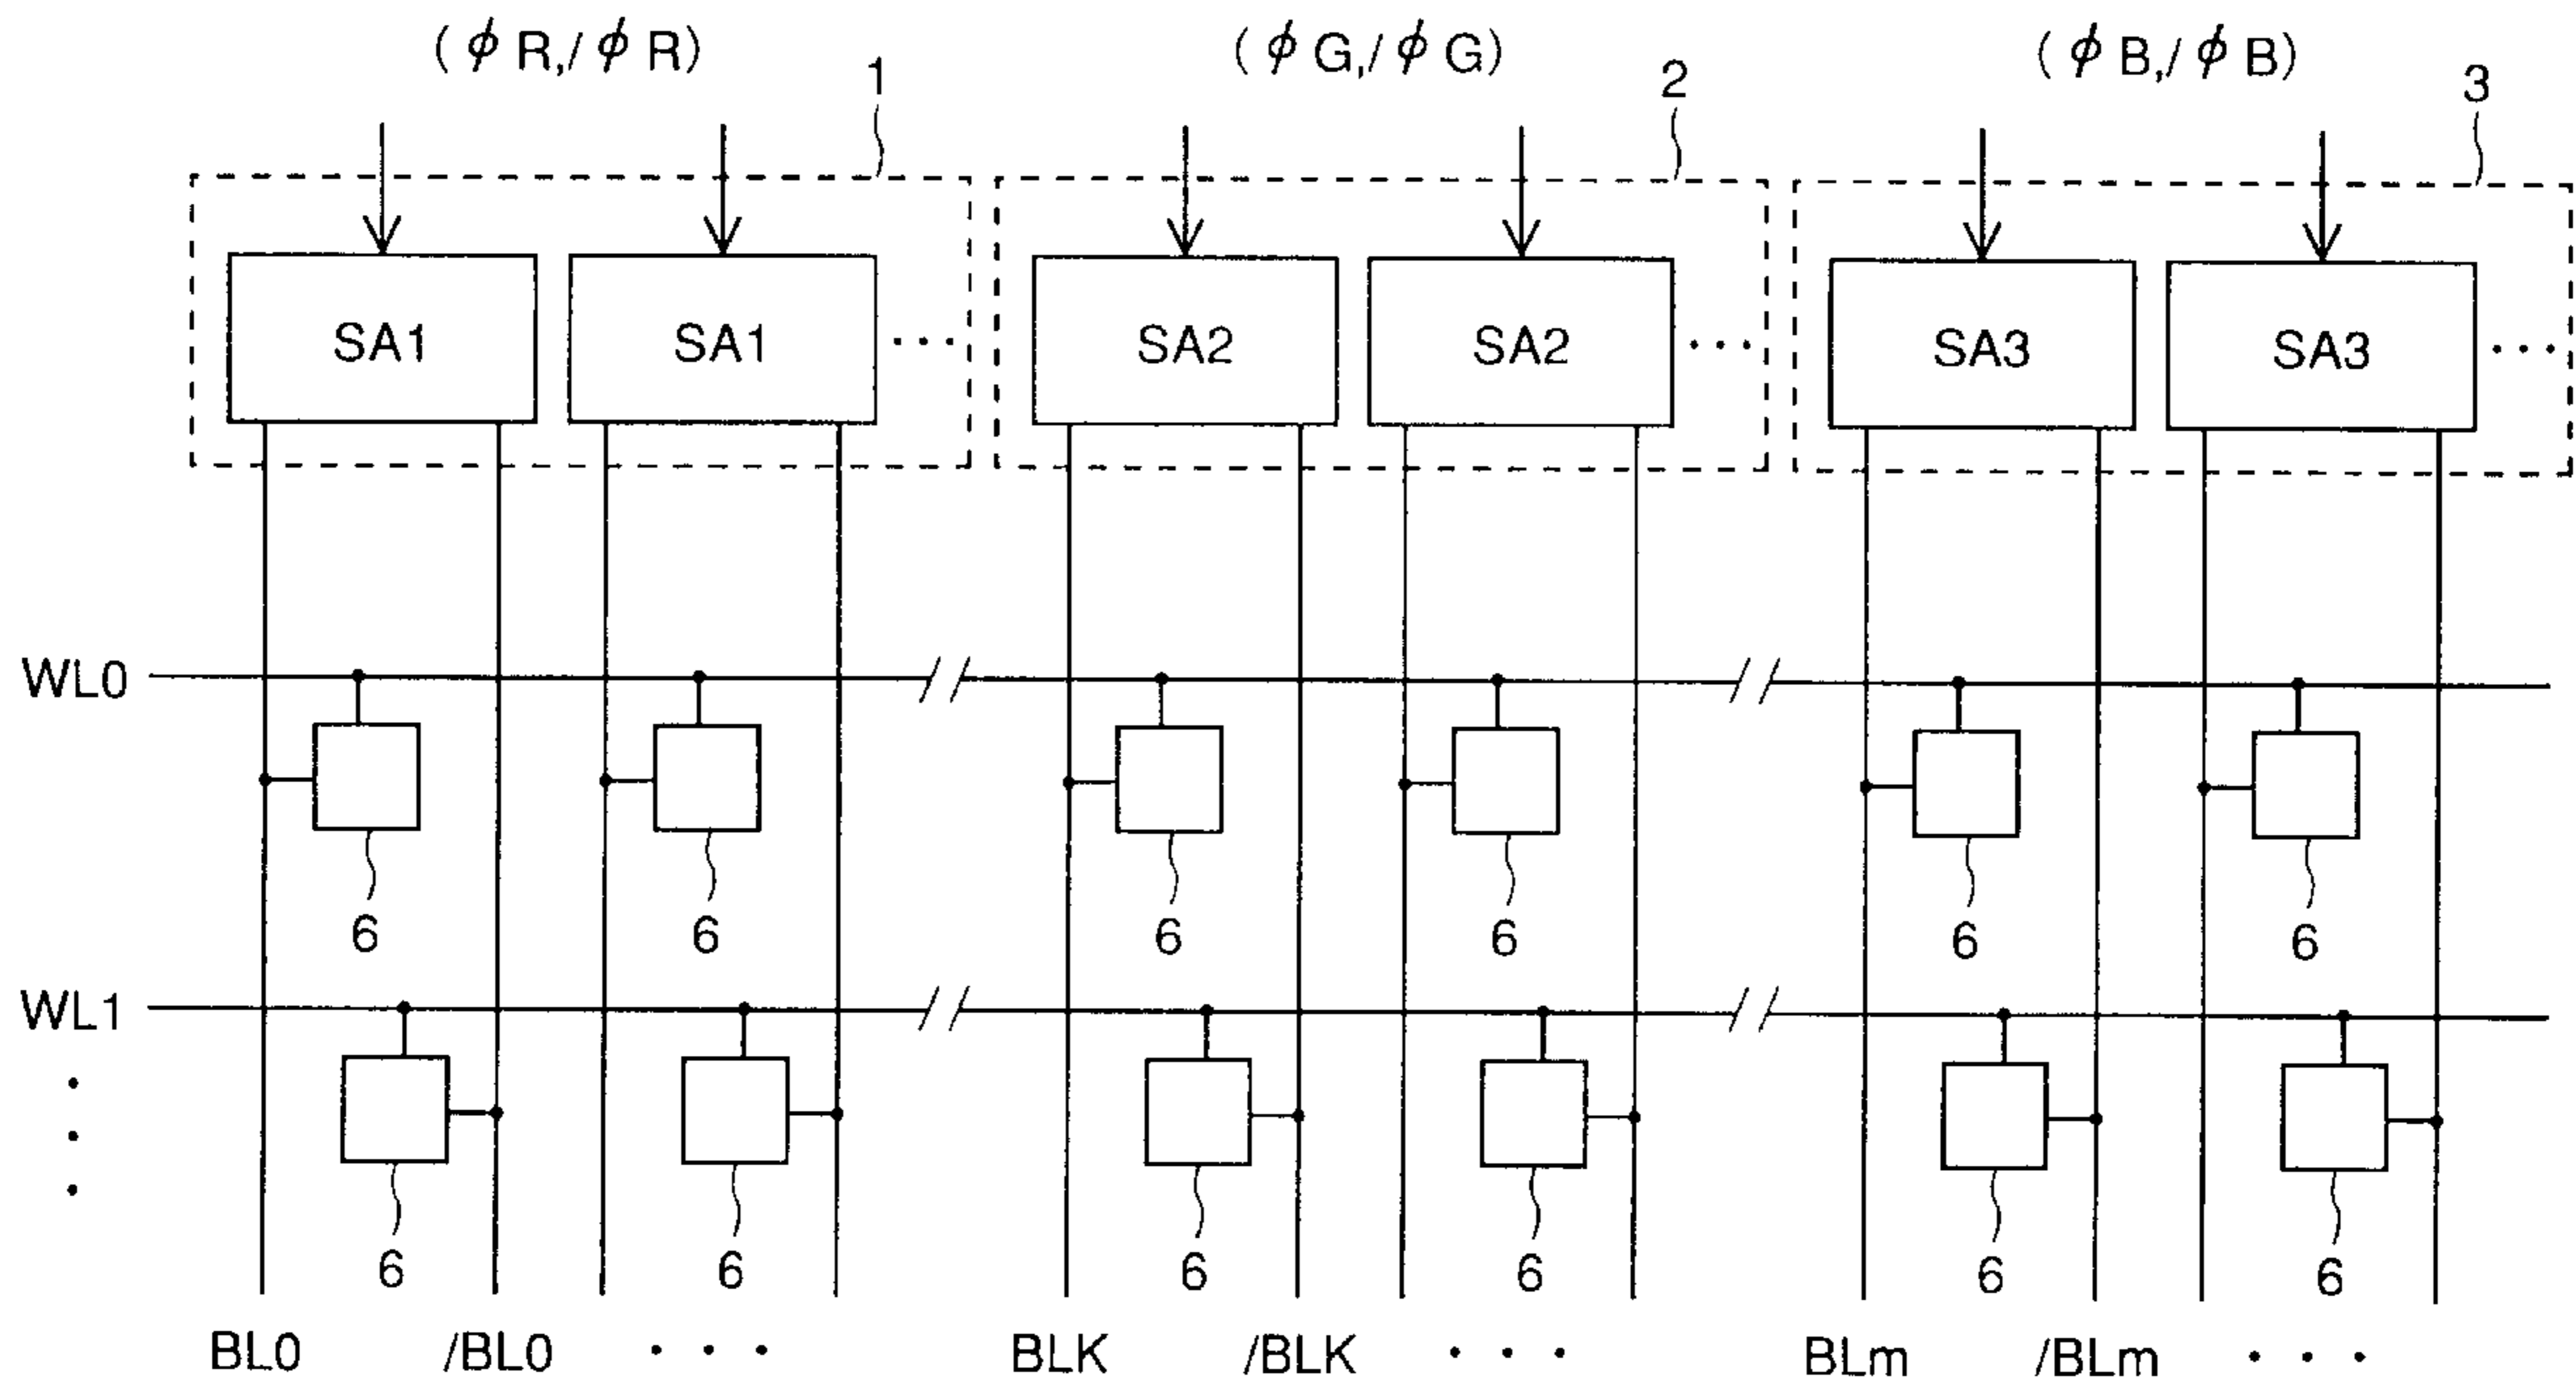 (ϕR,/ϕR) (ϕG,/ϕG) (ϕB,/ϕB)
1 2 3
SA1 SA1 ··· SA2 SA2 ··· SA3 SA3 ···
WL0
6 6 6 6 6 6
WL1
6 6 6 6 6 6
BL0 /BL0 ··· BLK /BLK ··· BLm /BLm ···